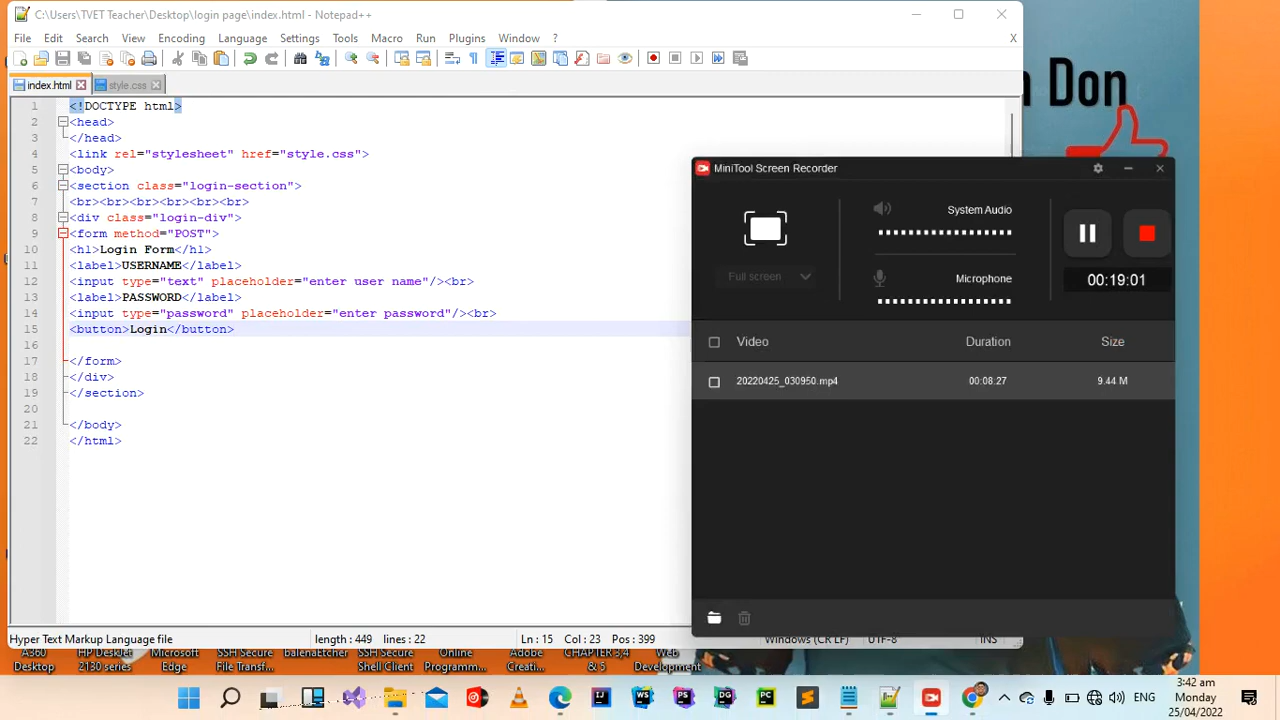 C:\Users\TVET Teacher\Desktop\login page\index.html - Notepad++
File Edit Search View Encoding Language Settings Tools Macro Run Plugins Window ? X
index.html style.css
1 <!DOCTYPE html>
2 <head>
3 </head>
4 <link rel="stylesheet" href="style.css">
5 <body>
6 <section class="login-section">
7 <br><br><br><br><br><br>
8 <div class="login-div">
9 <form method="POST">
10 <h1>Login Form</h1>
11 <label>USERNAME</label>
12 <input type="text" placeholder="enter user name"/><br>
13 <label>PASSWORD</label>
14 <input type="password" placeholder="enter password"/><br>
15 <button>Login</button>
16
17 </form>
18 </div>
19 </section>
20
21 </body>
22 </html>
Don
MiniTool Screen Recorder
System Audio
Full screen
Microphone
00:19:01
Video Duration Size
20220425_030950.mp4 00:08:27 9.44 M
Hyper Text Markup Language file length : 449 lines : 22 Ln : 15 Col : 23 Pos : 399 Windows (CR LF) UTF-8 INS
A360 Desktop
HP Deskjet 2130 series
Microsoft Edge
SSH Secure File Transf...
balenaEtcher
SSH Secure Shell Client
Online Programm...
Adobe Creati...
CHAPTER 3,4 & 5
Web Development
IJ WS PS DG PC
ENG
3:42 am
Monday
25/04/2022